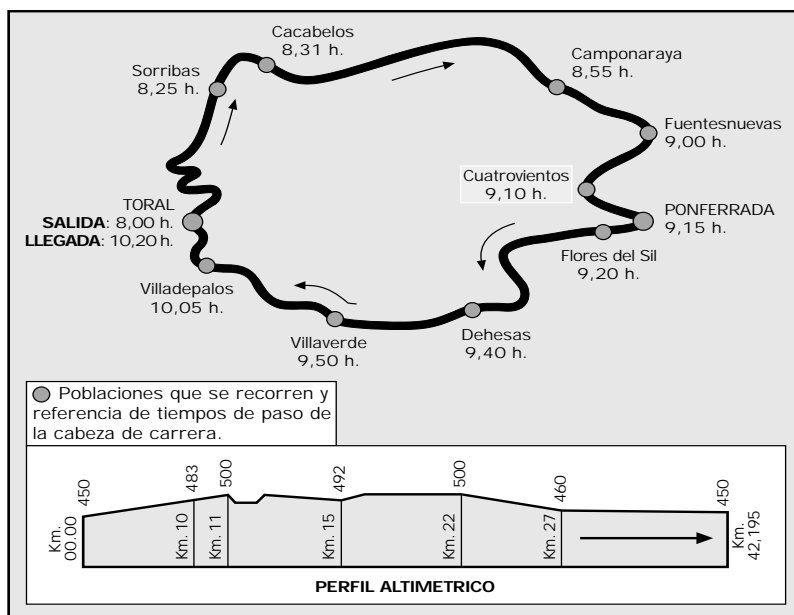 Cacabelos
8,31 h.
Camponaraya
8,55 h.
Sorribas
8,25 h.
Fuentesnuevas
9,00 h.
Cuatrovientos
9,10 h.
TORAL
SALIDA: 8,00 h.
LLEGADA: 10,20 h.
PONFERRADA
9,15 h.
Flores del Sil
9,20 h.
Villadepalos
10,05 h.
Villaverde
9,50 h.
Dehesas
9,40 h.
Poblaciones que se recorren y
referencia de tiempos de paso de
la cabeza de carrera.
450
483
500
492
500
460
450
Km.
00.00
Km. 10
Km. 11
Km. 15
Km. 22
Km. 27
Km.
42,195
PERFIL ALTIMETRICO